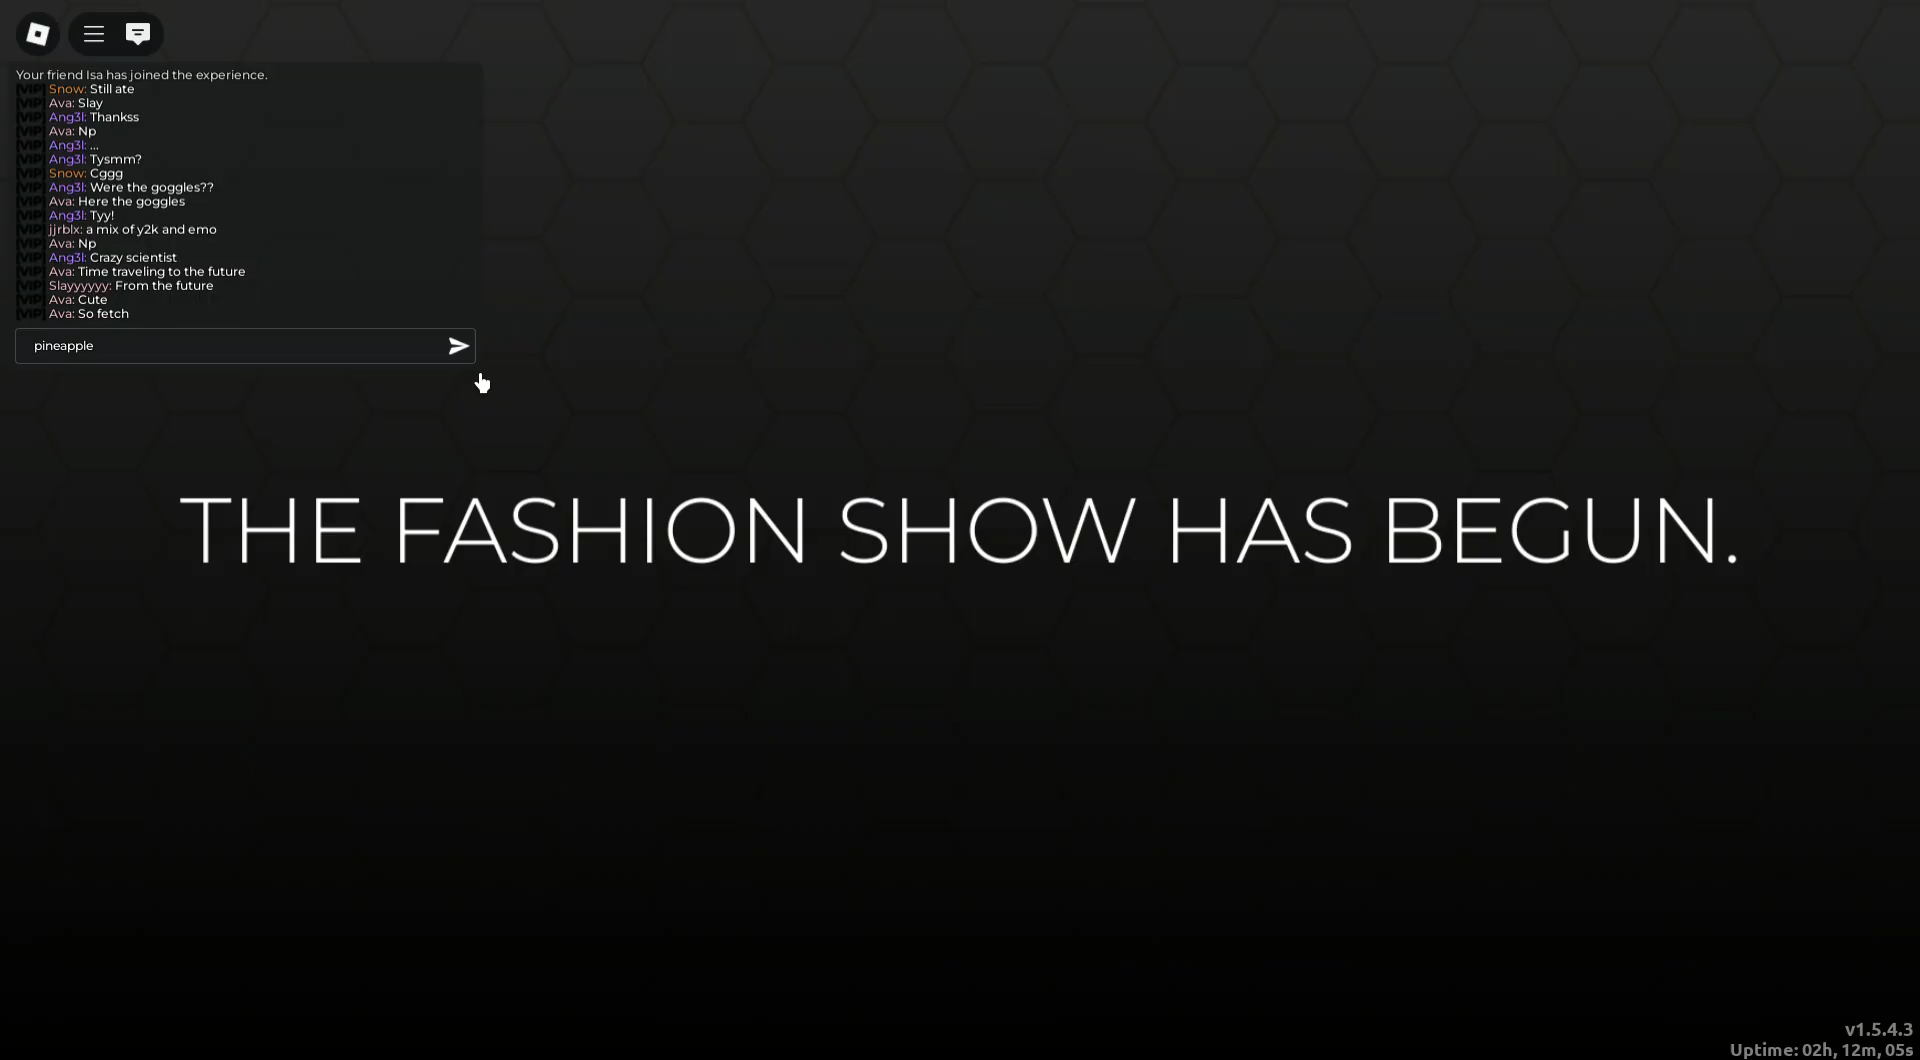 Your friend Isa has joined the experience.
[VIP] Snow: Still ate
[VIP] Ava: Slay
[VIP] Ang3l: Thankss
[VIP] Ava: Np
[VIP] Ang3l: ...
[VIP] Ang3l: Tysmm?
[VIP] Snow: Cggg
[VIP] Ang3l: Were the goggles??
[VIP] Ava: Here the goggles
[VIP] Ang3l: Tyy!
[VIP] jjrblx: a mix of y2k and emo
[VIP] Ava: Np
[VIP] Ang3l: Crazy scientist
[VIP] Ava: Time traveling to the future
[VIP] Slayyyyyy: From the future
[VIP] Ava: Cute
[VIP] Ava: So fetch
pineapple
THE FASHION SHOW HAS BEGUN.
v1.5.4.3
Uptime: 02h, 12m, 05s